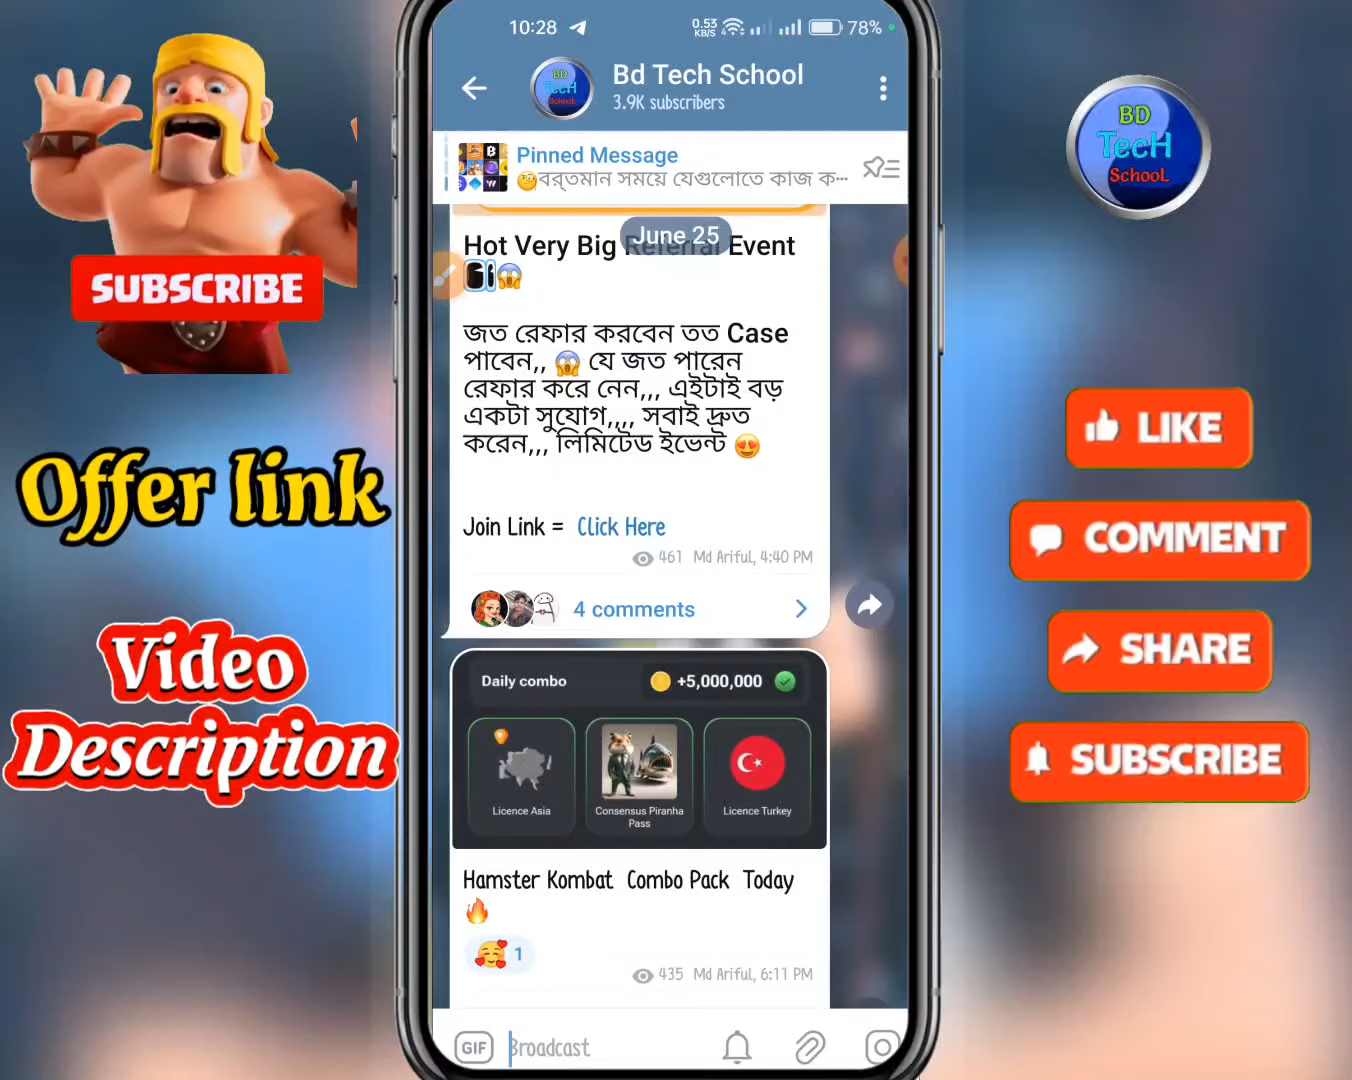 SUBSCRIBE
Offer link
Video
Description
10:28
0.53
KB/S
78%
BD
TecH
SchooL
Bd Tech School
3.9K subscribers
Pinned Message
🧐বর্তমান সময়ে যেগুলোতে কাজ ক...
June 25
Hot Very Big Referral Event
😱
জত রেফার করবেন তত Case
পাবেন,, 😱 যে জত পারেন
রেফার করে নেন,,, এইটাই বড়
একটা সুযোগ,,,, সবাই দ্রুত
করেন,,, লিমিটেড ইভেন্ট 😍
Join Link = Click Here
461 Md Ariful, 4:40 PM
4 comments
Daily combo
+5,000,000
Licence Asia
Consensus Piranha
Pass
Licence Turkey
Hamster Kombat Combo Pack Today
🔥
🥰 1
435 Md Ariful, 6:11 PM
GIF
Broadcast
BD
TecH
SchooL
LIKE
COMMENT
SHARE
SUBSCRIBE